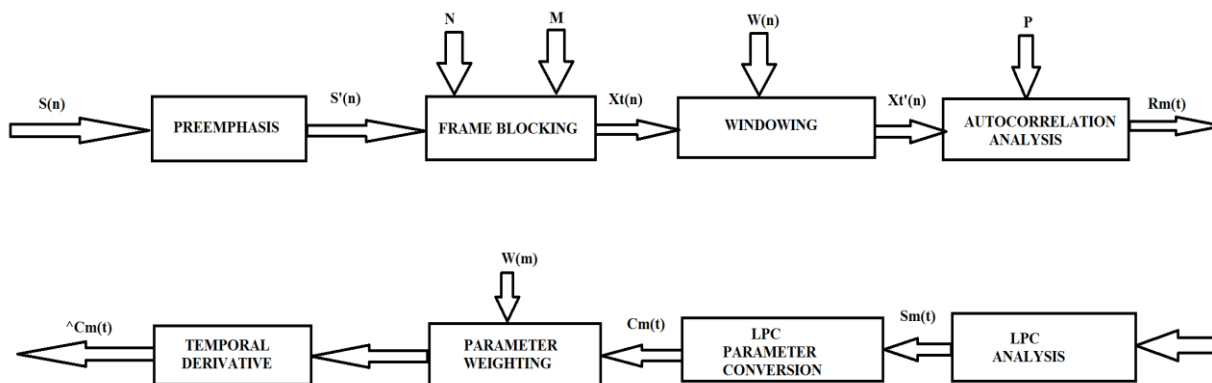 N
M
W(n)
P
S(n)
S'(n)
Xt(n)
Xt'(n)
Rm(t)
PREEMPHASIS
FRAME BLOCKING
WINDOWING
AUTOCORRELATION
ANALYSIS
W(m)
^Cm(t)
Cm(t)
Sm(t)
TEMPORAL
DERIVATIVE
PARAMETER
WEIGHTING
LPC
PARAMETER
CONVERSION
LPC
ANALYSIS